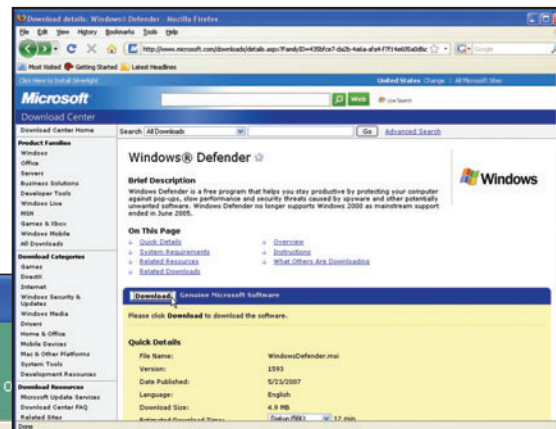 Download details: Windows® Defender - Mozilla Firefox
File Edit View History Bookmarks Tools Help
Google
Most Visited Getting Started Latest Headlines
Click Here to Install Silverlight United States Change All Microsoft Sites
Microsoft Web Live Search
Download Center
Download Center Home
Search All Downloads Go Advanced Search
Product Families
Windows
Office
Servers
Business Solutions
Developer Tools
Windows Live
MSN
Games & Xbox
Windows Mobile
All Downloads
Download Categories
Games
DirectX
Internet
Windows Security & Updates
Windows Media
Drivers
Home & Office
Mobile Devices
Mac & Other Platforms
System Tools
Development Resources
Download Resources
Microsoft Update Services
Download Center FAQ
Related Sites
Windows® Defender
Windows
Brief Description
Windows Defender is a free program that helps you stay productive by protecting your computer
against pop-ups, slow performance and security threats caused by spyware and other potentially
unwanted software. Windows Defender no longer supports Windows 2000 as mainstream support
ended in June 2005.
On This Page
Quick Details Overview
System Requirements Instructions
Related Resources What Others Are Downloading
Related Downloads
Download Genuine Microsoft Software
Please click Download to download the software.
Quick Details
File Name: WindowsDefender.msi
Version: 1593
Date Published: 5/23/2007
Language: English
Download Size: 4.9 MB
Estimated Download Time: Dialup (56K) 12 min
Done